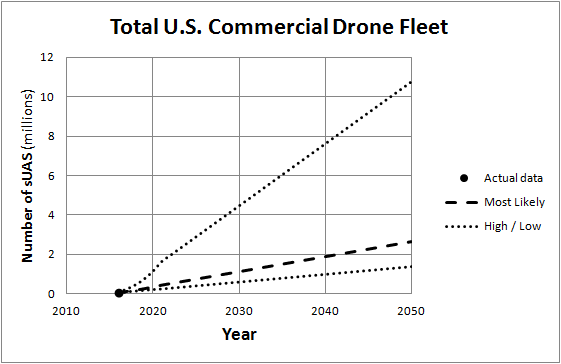 Total U.S. Commercial Drone Fleet
12
10
8
6
4
2
0
Number of sUAS (millions)
2010
2020
2030
2040
2050
Year
Actual data
Most Likely
High / Low